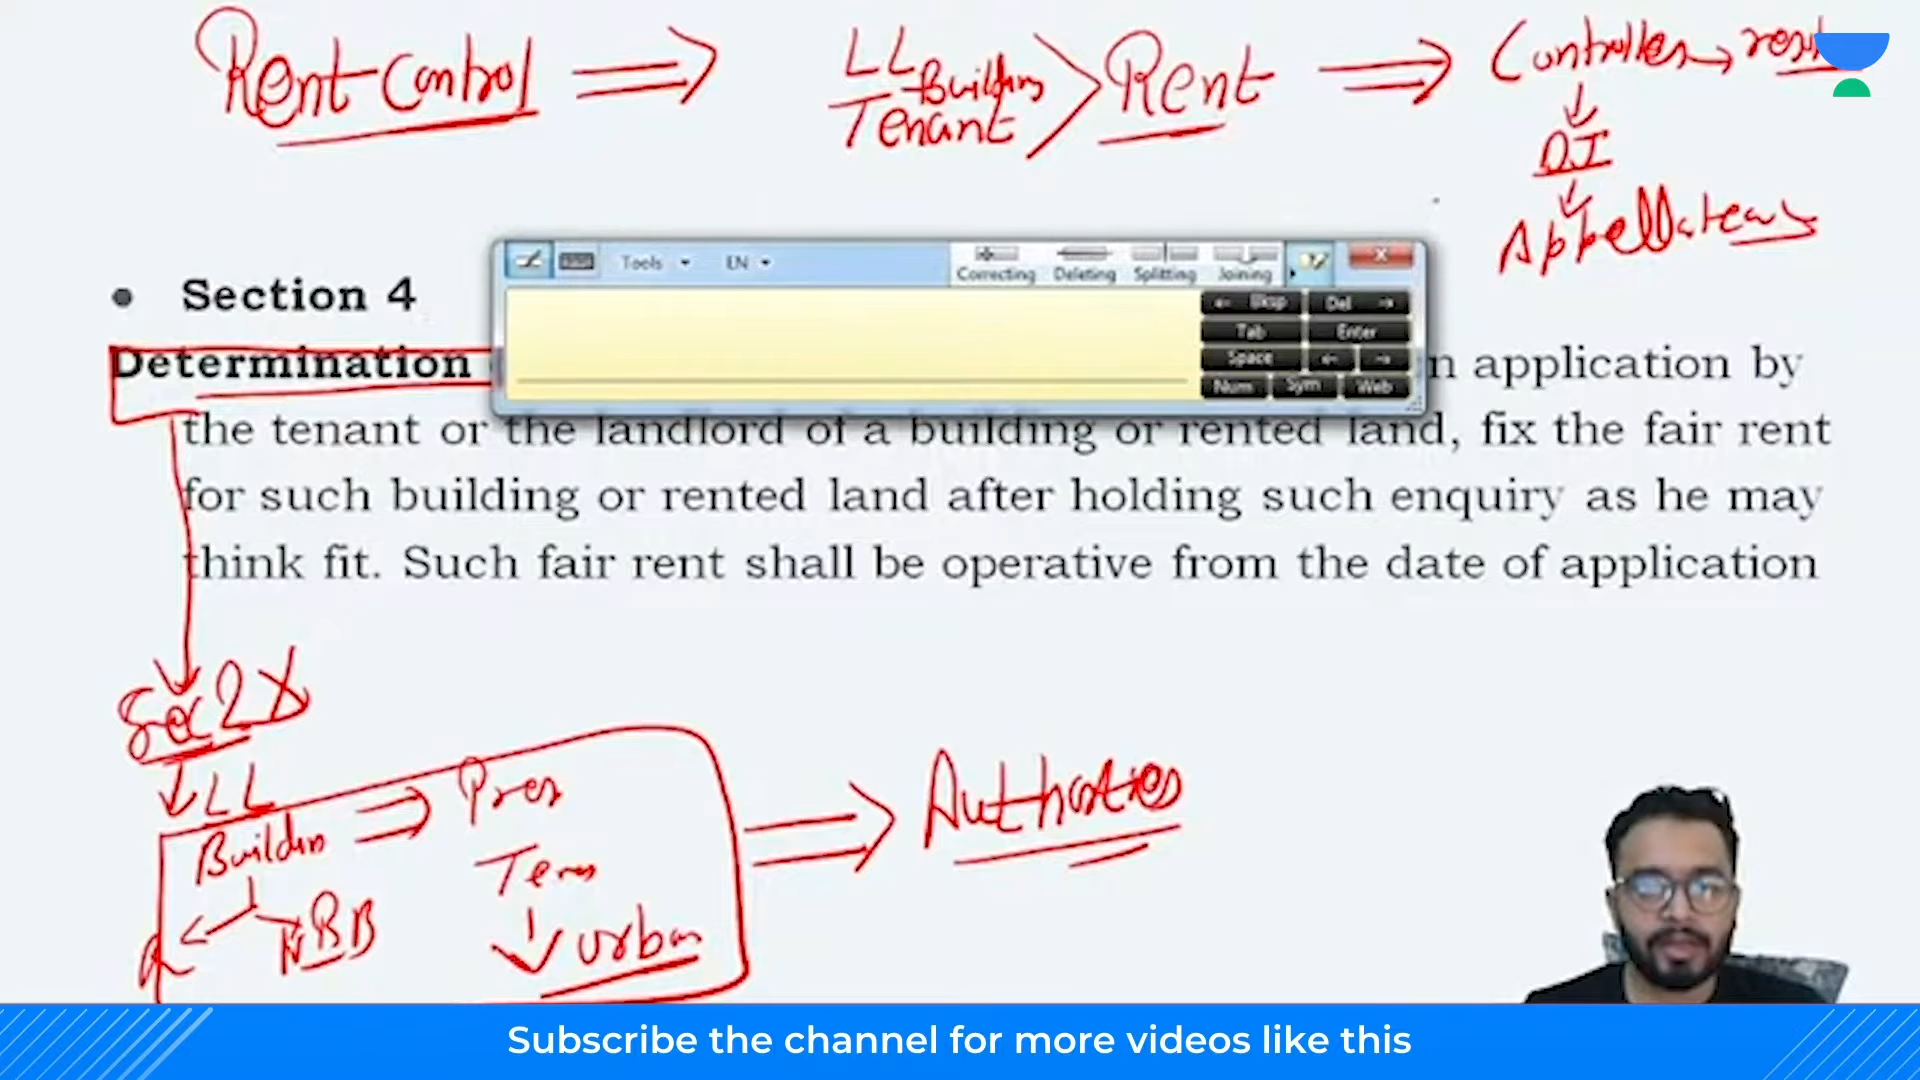 Rent Control
LL
Building
Tenant
Rent
Controller
DJ
Tools EN
Correcting Deleting Splitting Joining
Bksp Del
Tab Enter
Space
Num Sym Web
• Section 4
Determination n application by
the tenant or the landlord of a building or rented land, fix the fair rent
for such building or rented land after holding such enquiry as he may
think fit. Such fair rent shall be operative from the date of application
Sec 2
LL
Authorities
Urban
Subscribe the channel for more videos like this